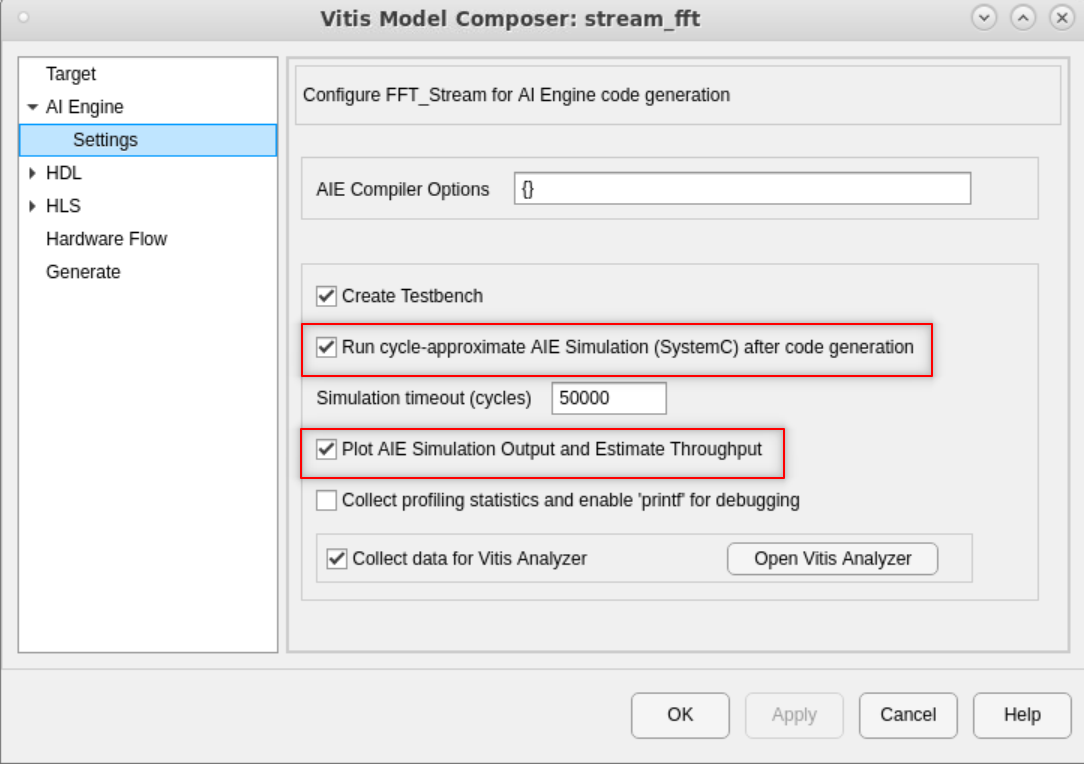 Vitis Model Composer: stream_fft
Target
AI Engine
Settings
HDL
HLS
Hardware Flow
Generate
Configure FFT_Stream for AI Engine code generation
AIE Compiler Options {}
Create Testbench
Run cycle-approximate AIE Simulation (SystemC) after code generation
Simulation timeout (cycles) 50000
Plot AIE Simulation Output and Estimate Throughput
Collect profiling statistics and enable 'printf' for debugging
Collect data for Vitis Analyzer Open Vitis Analyzer
OK Apply Cancel Help